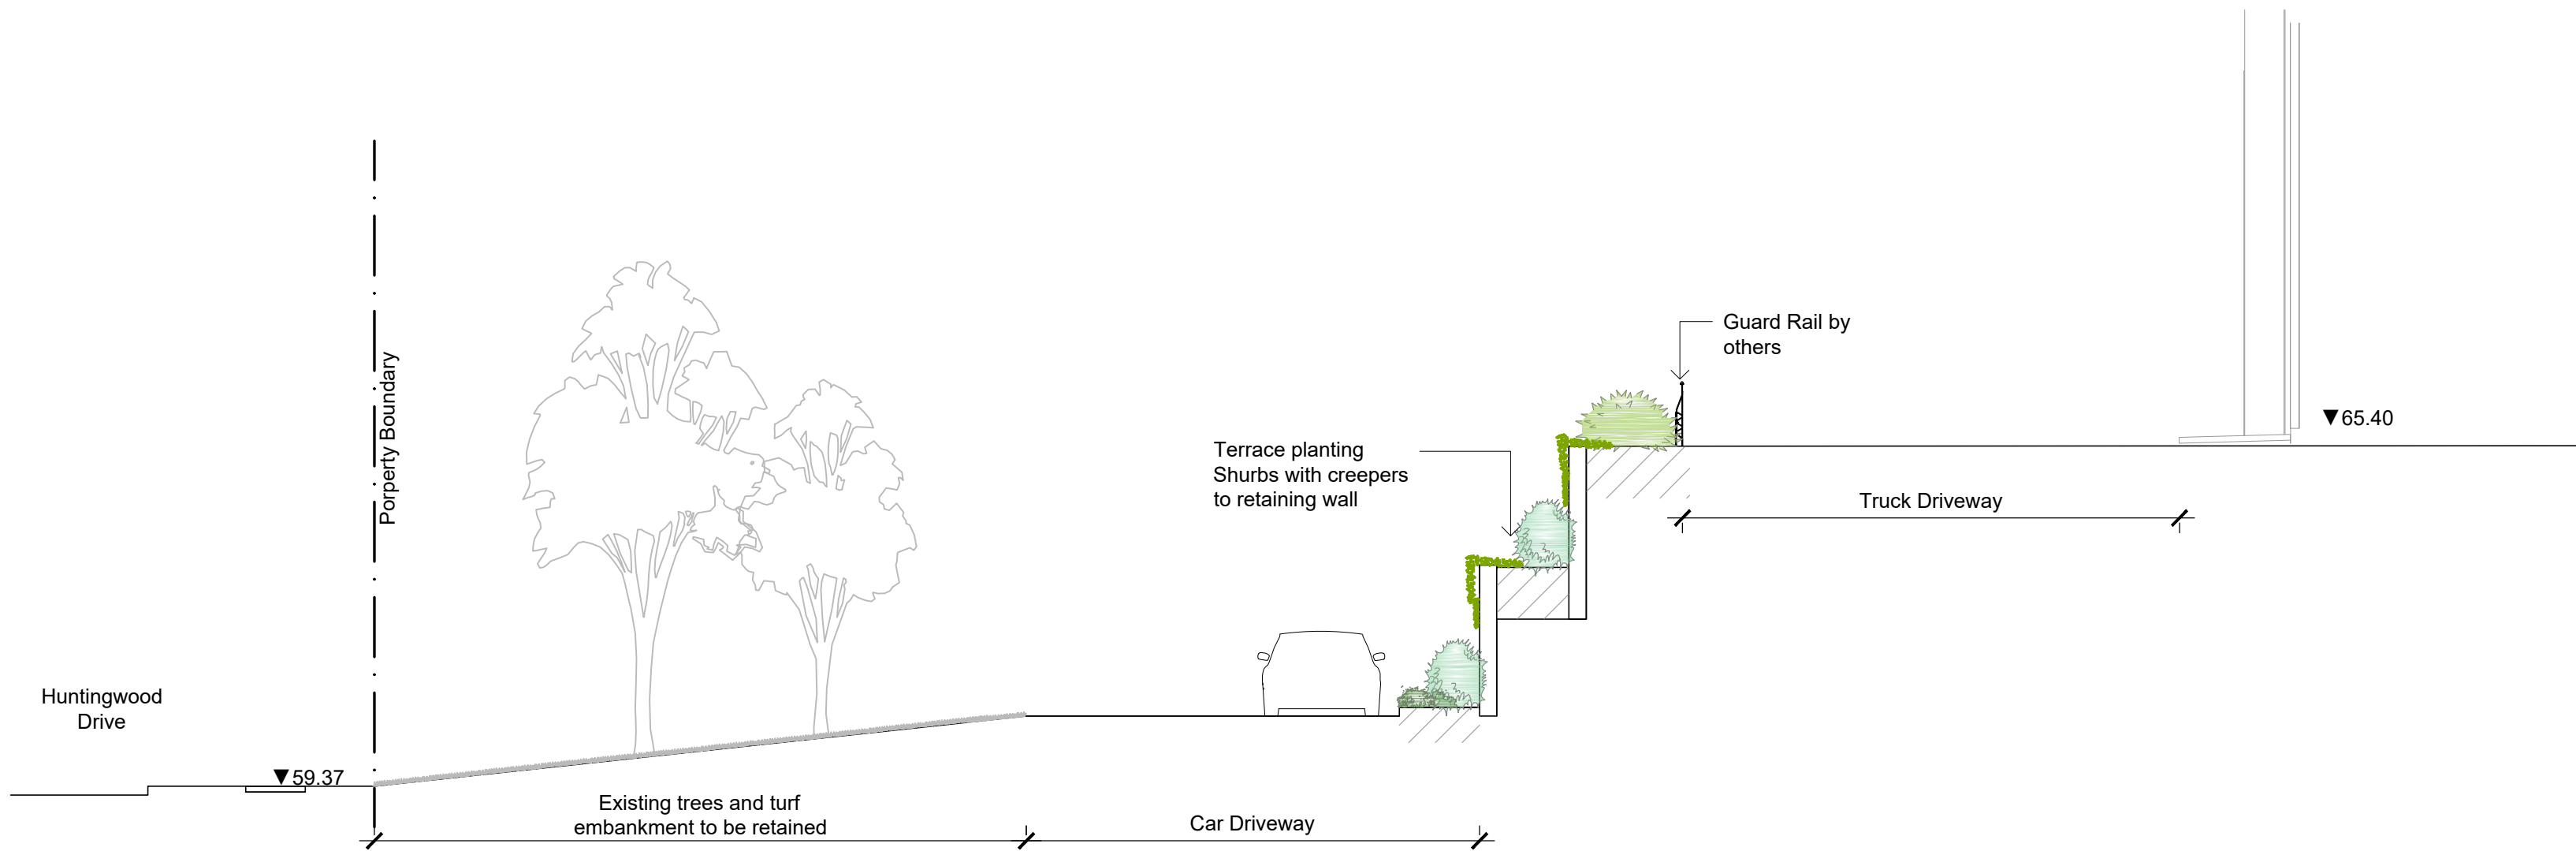 Porperty Boundary
Guard Rail by
others
▼65.40
Terrace planting
Shurbs with creepers
to retaining wall
Truck Driveway
Huntingwood
Drive
▼59.37
Existing trees and turf
embankment to be retained
Car Driveway